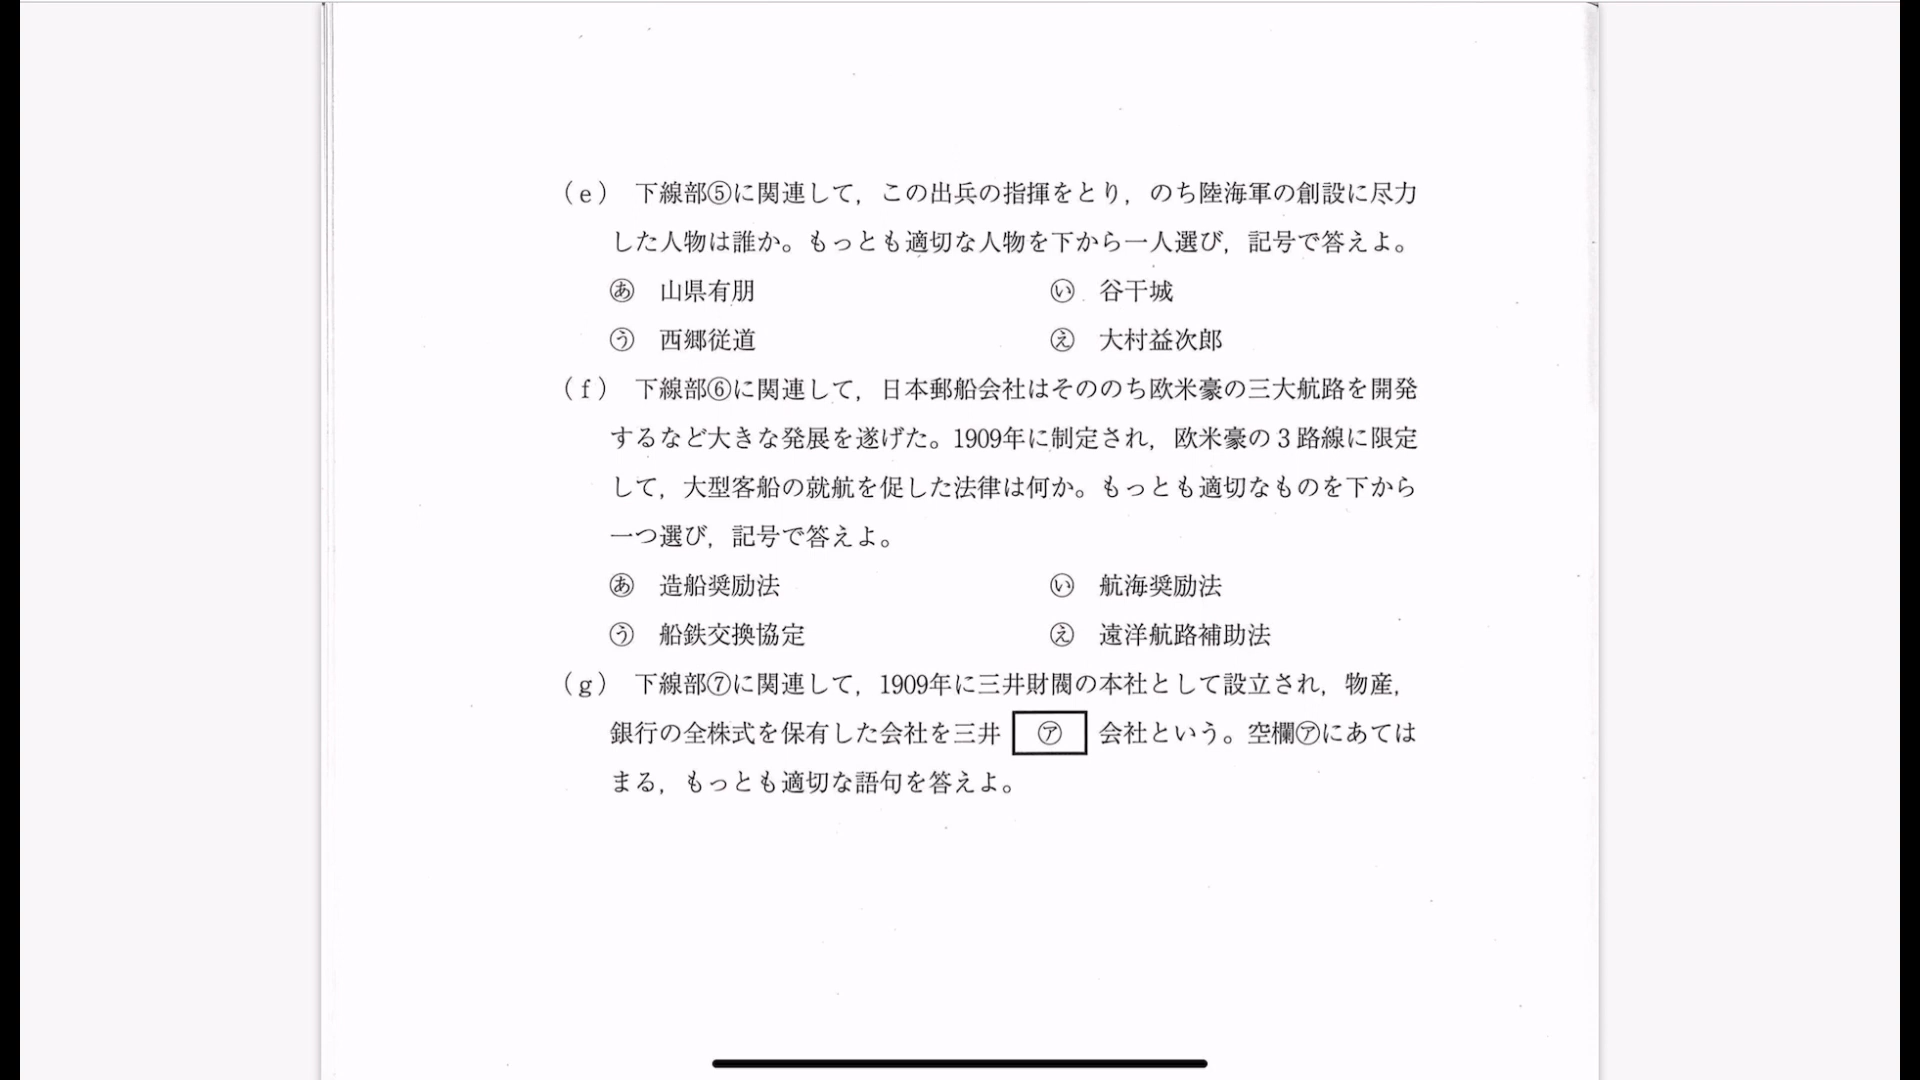 （e）　下線部⑤に関連して，この出兵の指揮をとり，のち陸海軍の創設に尽力
した人物は誰か。もっとも適切な人物を下から一人選び，記号で答えよ。
あ　山県有朋　い　谷干城
う　西郷従道　え　大村益次郎
（f）　下線部⑥に関連して，日本郵船会社はそののち欧米豪の三大航路を開発
するなど大きな発展を遂げた。1909年に制定され，欧米豪の3路線に限定
して，大型客船の就航を促した法律は何か。もっとも適切なものを下から
一つ選び，記号で答えよ。
あ　造船奨励法　い　航海奨励法
う　船鉄交換協定　え　遠洋航路補助法
（g）　下線部⑦に関連して，1909年に三井財閥の本社として設立され，物産，
銀行の全株式を保有した会社を三井　㋐　会社という。空欄㋐にあては
まる，もっとも適切な語句を答えよ。